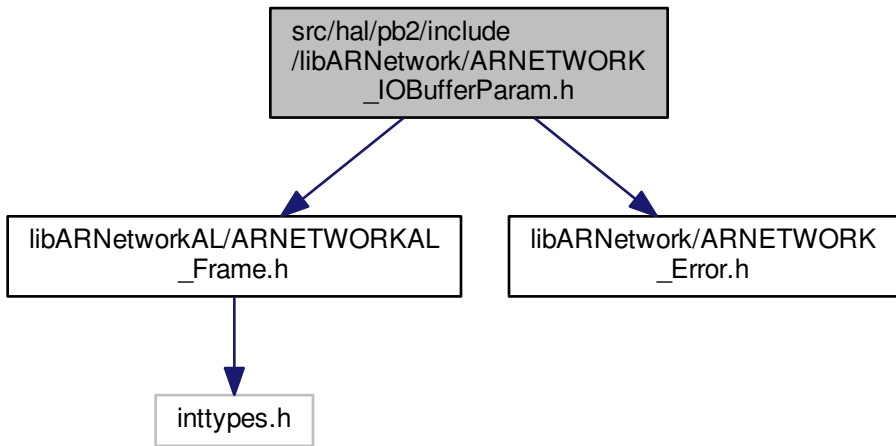 src/hal/pb2/include
/libARNetwork/ARNETWORK
_IOBufferParam.h
libARNetworkAL/ARNETWORKAL
_Frame.h
libARNetwork/ARNETWORK
_Error.h
inttypes.h